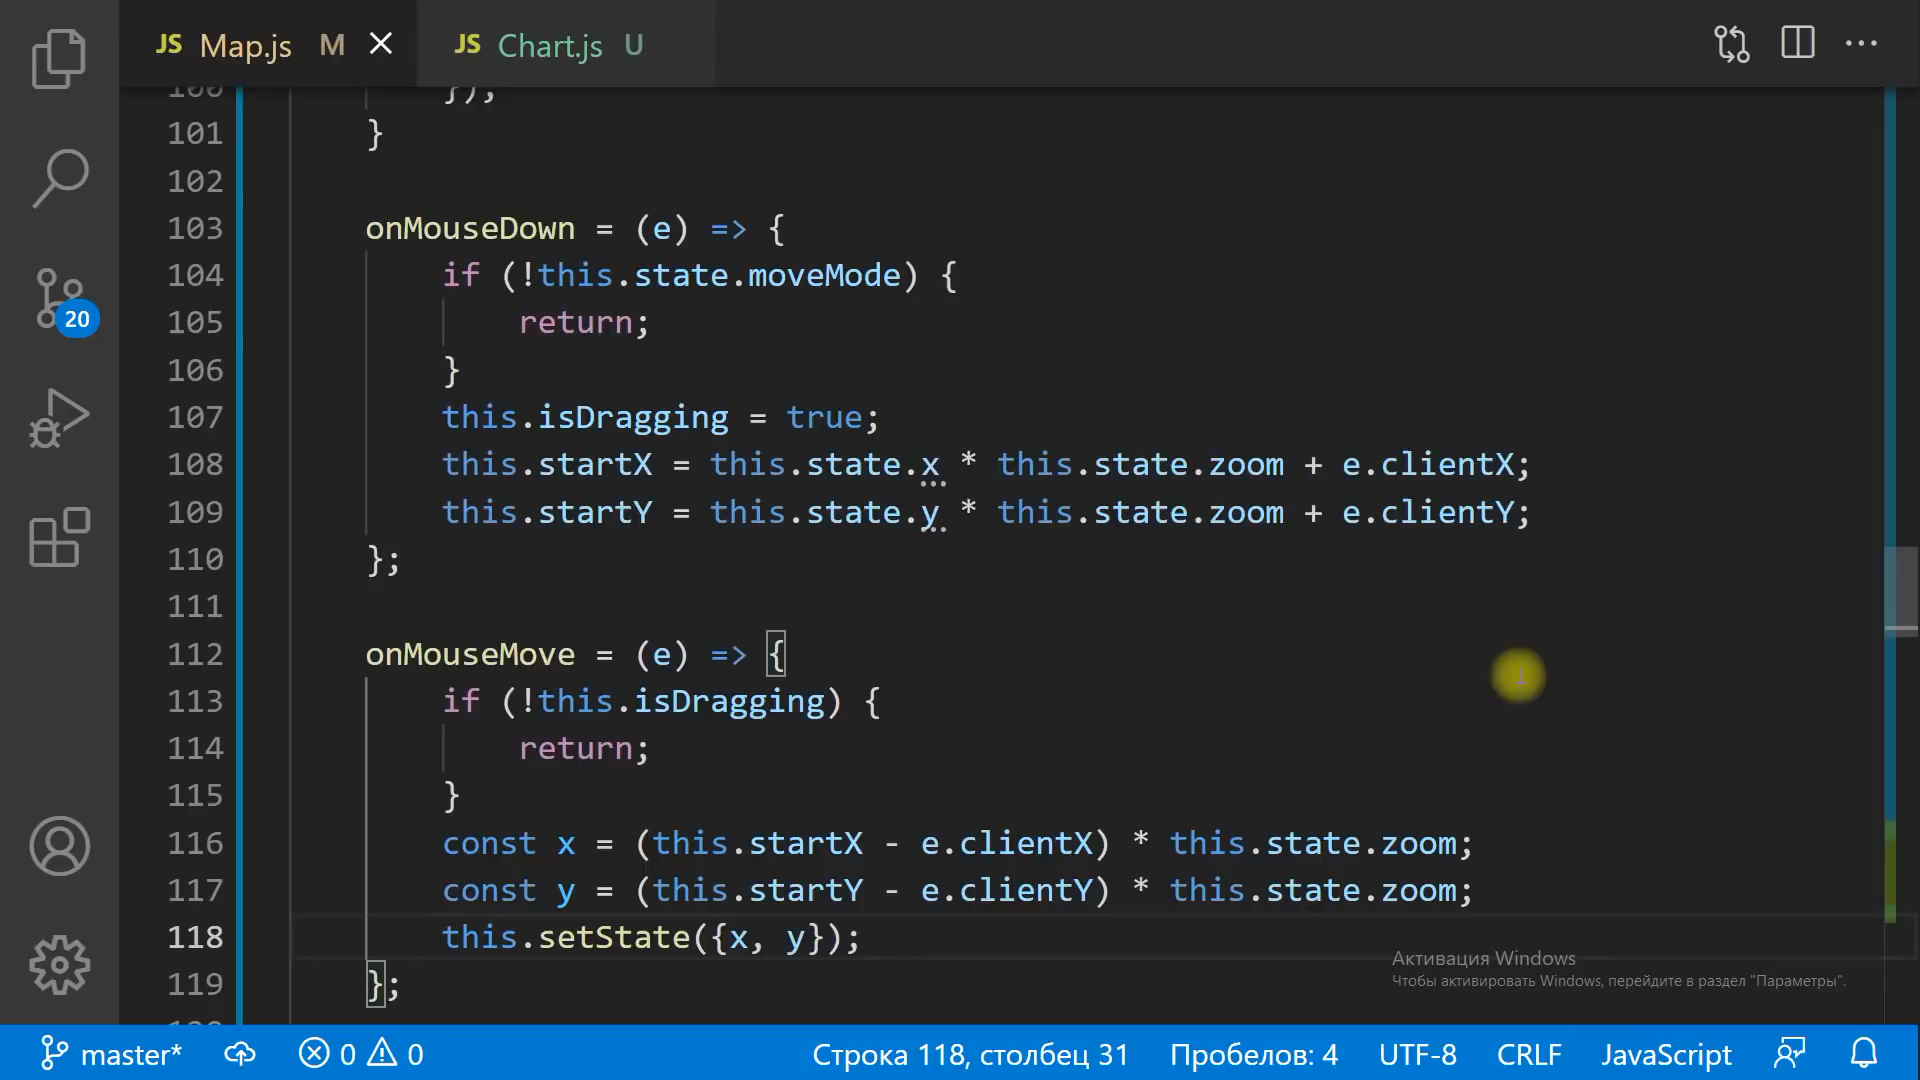 JS Map.js M JS Chart.js U
100 });
101 }
102
103 onMouseDown = (e) => {
104 if (!this.state.moveMode) {
105 return;
106 }
107 this.isDragging = true;
108 this.startX = this.state.x * this.state.zoom + e.clientX;
109 this.startY = this.state.y * this.state.zoom + e.clientY;
110 };
111
112 onMouseMove = (e) => {
113 if (!this.isDragging) {
114 return;
115 }
116 const x = (this.startX - e.clientX) * this.state.zoom;
117 const y = (this.startY - e.clientY) * this.state.zoom;
118 this.setState({x, y});
119 };
20
Активация Windows
Чтобы активировать Windows, перейдите в раздел "Параметры".
master* 0 0 Строка 118, столбец 31 Пробелов: 4 UTF-8 CRLF JavaScript